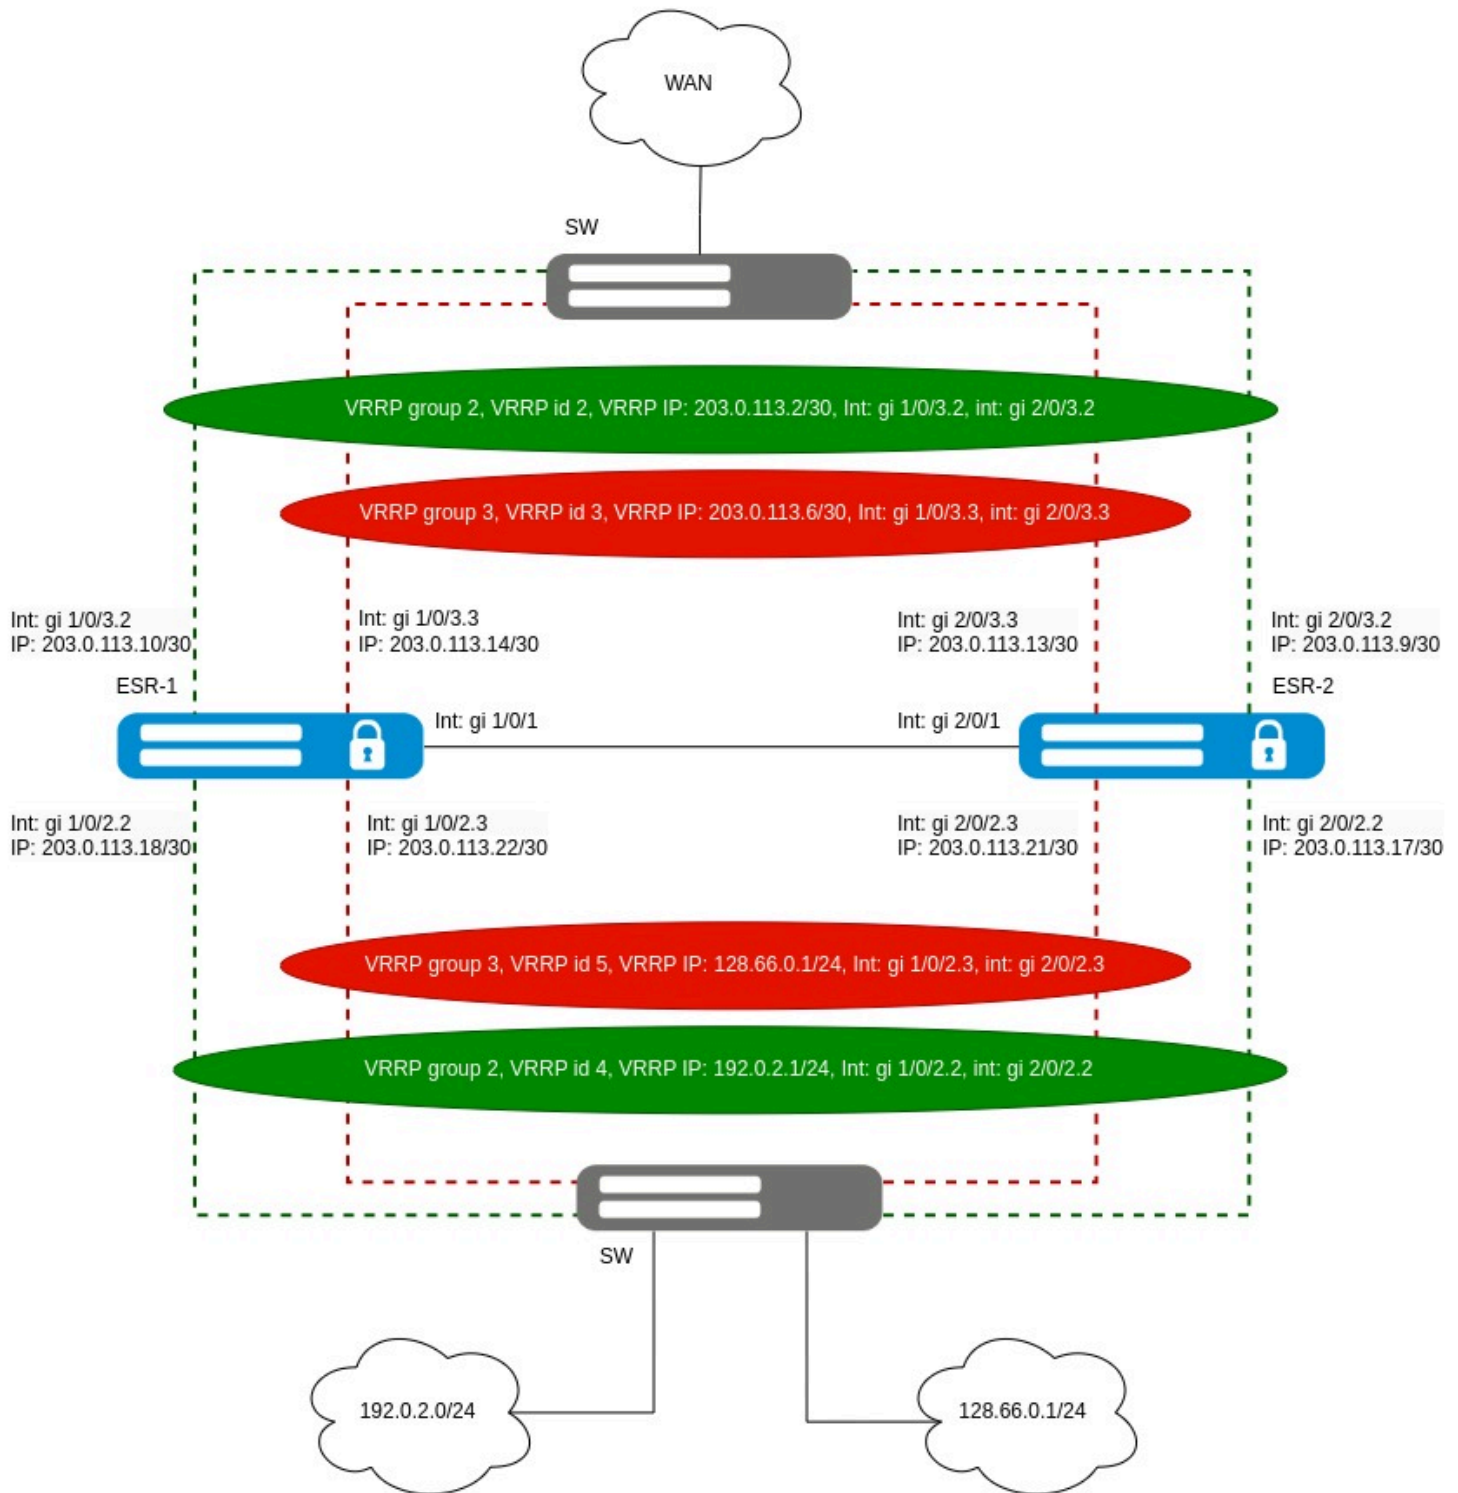 WAN
SW
VRRP group 2, VRRP id 2, VRRP IP: 203.0.113.2/30, Int: gi 1/0/3.2, int: gi 2/0/3.2
VRRP group 3, VRRP id 3, VRRP IP: 203.0.113.6/30, Int: gi 1/0/3.3, int: gi 2/0/3.3
Int: gi 1/0/3.2
IP: 203.0.113.10/30
Int: gi 1/0/3.3
IP: 203.0.113.14/30
Int: gi 2/0/3.3
IP: 203.0.113.13/30
Int: gi 2/0/3.2
IP: 203.0.113.9/30
ESR-1
ESR-2
Int: gi 1/0/1
Int: gi 2/0/1
Int: gi 1/0/2.2
IP: 203.0.113.18/30
Int: gi 1/0/2.3
IP: 203.0.113.22/30
Int: gi 2/0/2.3
IP: 203.0.113.21/30
Int: gi 2/0/2.2
IP: 203.0.113.17/30
VRRP group 3, VRRP id 5, VRRP IP: 128.66.0.1/24, Int: gi 1/0/2.3, int: gi 2/0/2.3
VRRP group 2, VRRP id 4, VRRP IP: 192.0.2.1/24, Int: gi 1/0/2.2, int: gi 2/0/2.2
SW
192.0.2.0/24
128.66.0.1/24